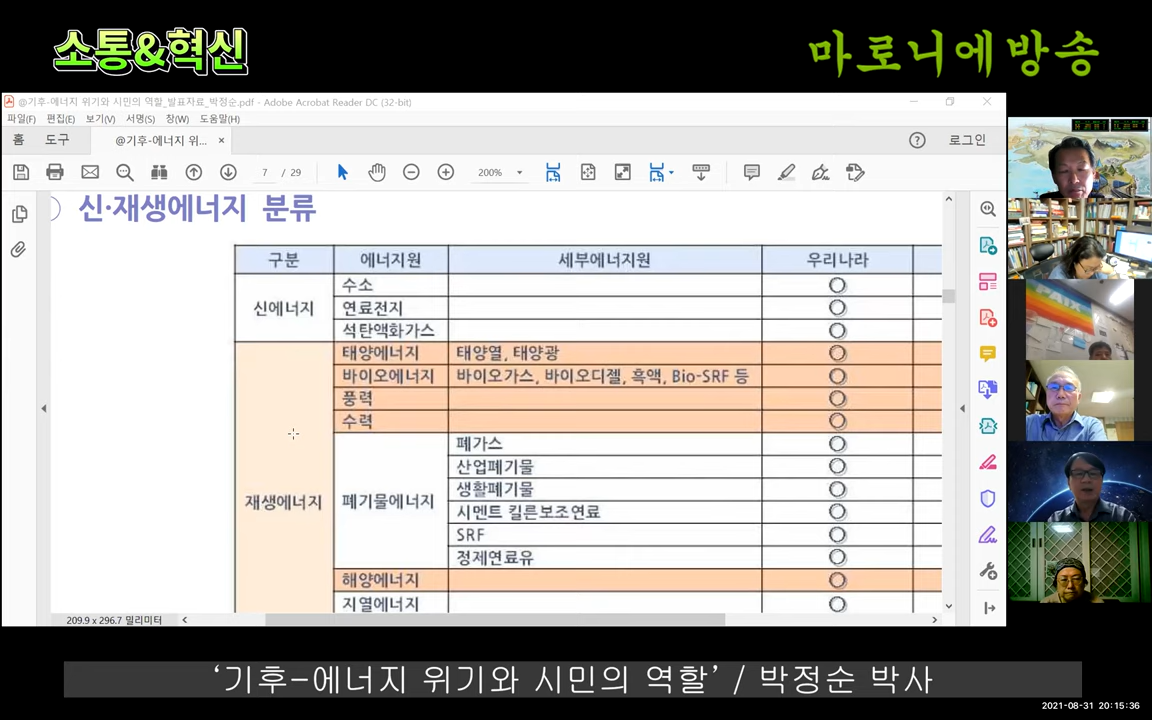 소통&혁신
마로니에방송
@기후-에너지 위기와 시민의 역할_발표자료_박정순.pdf - Adobe Acrobat Reader DC (32-bit)
파일(F) 편집(E) 보기(V) 서명(S) 창(W) 도움말(H)
홈 도구 @기후-에너지 위... × 로그인
7 / 29 200%
신·재생에너지 분류
구분 에너지원 세부에너지원 우리나라
신에너지
수소 ○
연료전지 ○
석탄액화가스 ○
재생에너지
태양에너지 태양열, 태양광 ○
바이오에너지 바이오가스, 바이오디젤, 흑액, Bio-SRF 등 ○
풍력 ○
수력 ○
폐기물에너지
폐가스 ○
산업폐기물 ○
생활폐기물 ○
시멘트 킬른보조연료 ○
SRF ○
정제연료유 ○
해양에너지 ○
지열에너지 ○
209.9 x 296.7 밀리미터
‘기후-에너지 위기와 시민의 역할’ / 박정순 박사
2021-08-31 20:15:36